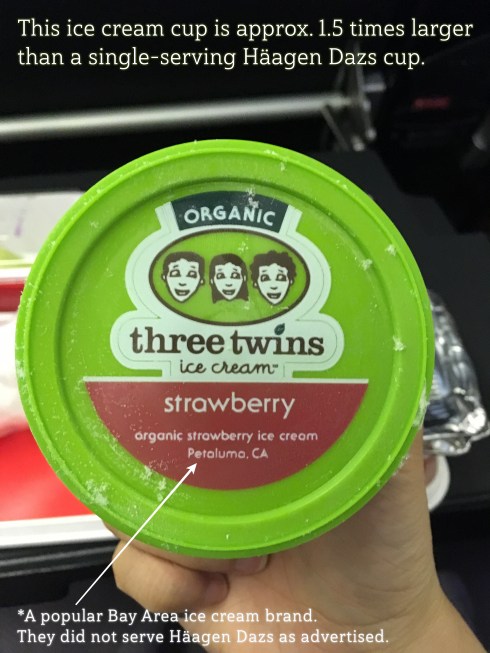 This ice cream cup is approx. 1.5 times larger
than a single-serving Häagen Dazs cup.
ORGANIC
three twins
ice cream™
strawberry
organic strawberry ice cream
Petaluma, CA
*A popular Bay Area ice cream brand.
They did not serve Häagen Dazs as advertised.